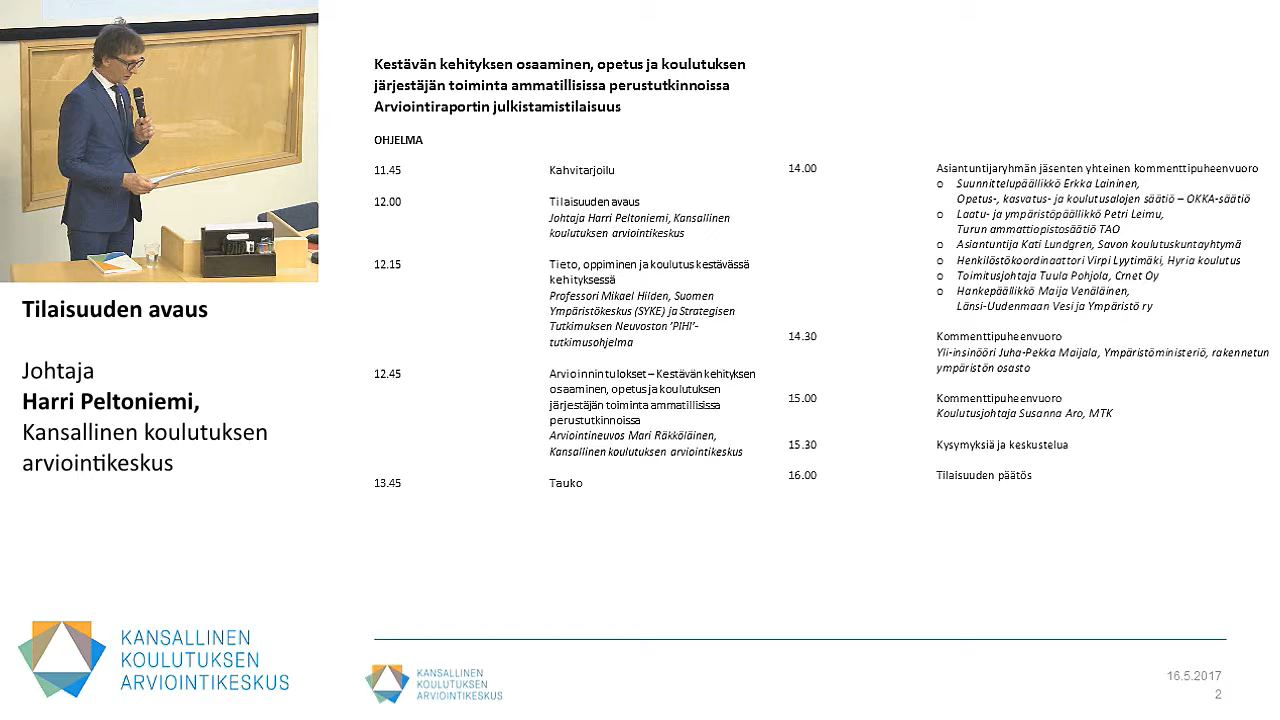 Tilaisuuden avaus
Johtaja
Harri Peltoniemi,
Kansallinen koulutuksen
arviointikeskus
KANSALLINEN
KOULUTUKSEN
ARVIOINTIKESKUS
Kestävän kehityksen osaaminen, opetus ja koulutuksen
järjestäjän toiminta ammatillisissa perustutkinnoissa
Arviointiraportin julkistamistilaisuus
OHJELMA
11.45 Kahvitarjoilu
12.00 Tilaisuuden avaus
Johtaja Harri Peltoniemi, Kansallinen
koulutuksen arviointikeskus
12.15 Tieto, oppiminen ja koulutus kestävässä
kehityksessä
Professori Mikael Hilden, Suomen
Ympäristökeskus (SYKE) ja Strategisen
Tutkimuksen Neuvoston 'PIHI'-
tutkimusohjelma
12.45 Arvioinnin tulokset – Kestävän kehityksen
osaaminen, opetus ja koulutuksen
järjestäjän toiminta ammatillisissa
perustutkinnoissa
Arviointineuvos Mari Räkköläinen,
Kansallinen koulutuksen arviointikeskus
13.45 Tauko
14.00 Asiantuntijaryhmän jäsenten yhteinen kommenttipuheenvuoro
o Suunnittelupäällikkö Erkka Laininen,
Opetus-, kasvatus- ja koulutusalojen säätiö – OKKA-säätiö
o Laatu- ja ympäristöpäällikkö Petri Leimu,
Turun ammattiopistosäätiö TAO
o Asiantuntija Kati Lundgren, Savon koulutuskuntayhtymä
o Henkilöstökoordinaattori Virpi Lyytimäki, Hyria koulutus
o Toimitusjohtaja Tuula Pohjola, Crnet Oy
o Hankepäällikkö Maija Venäläinen,
Länsi-Uudenmaan Vesi ja Ympäristö ry
14.30 Kommenttipuheenvuoro
Yli-insinööri Juha-Pekka Maijala, Ympäristöministeriö, rakennetun
ympäristön osasto
15.00 Kommenttipuheenvuoro
Koulutusjohtaja Susanna Aro, MTK
15.30 Kysymyksiä ja keskustelua
16.00 Tilaisuuden päätös
KANSALLINEN
KOULUTUKSEN
ARVIOINTIKESKUS
16.5.2017
2